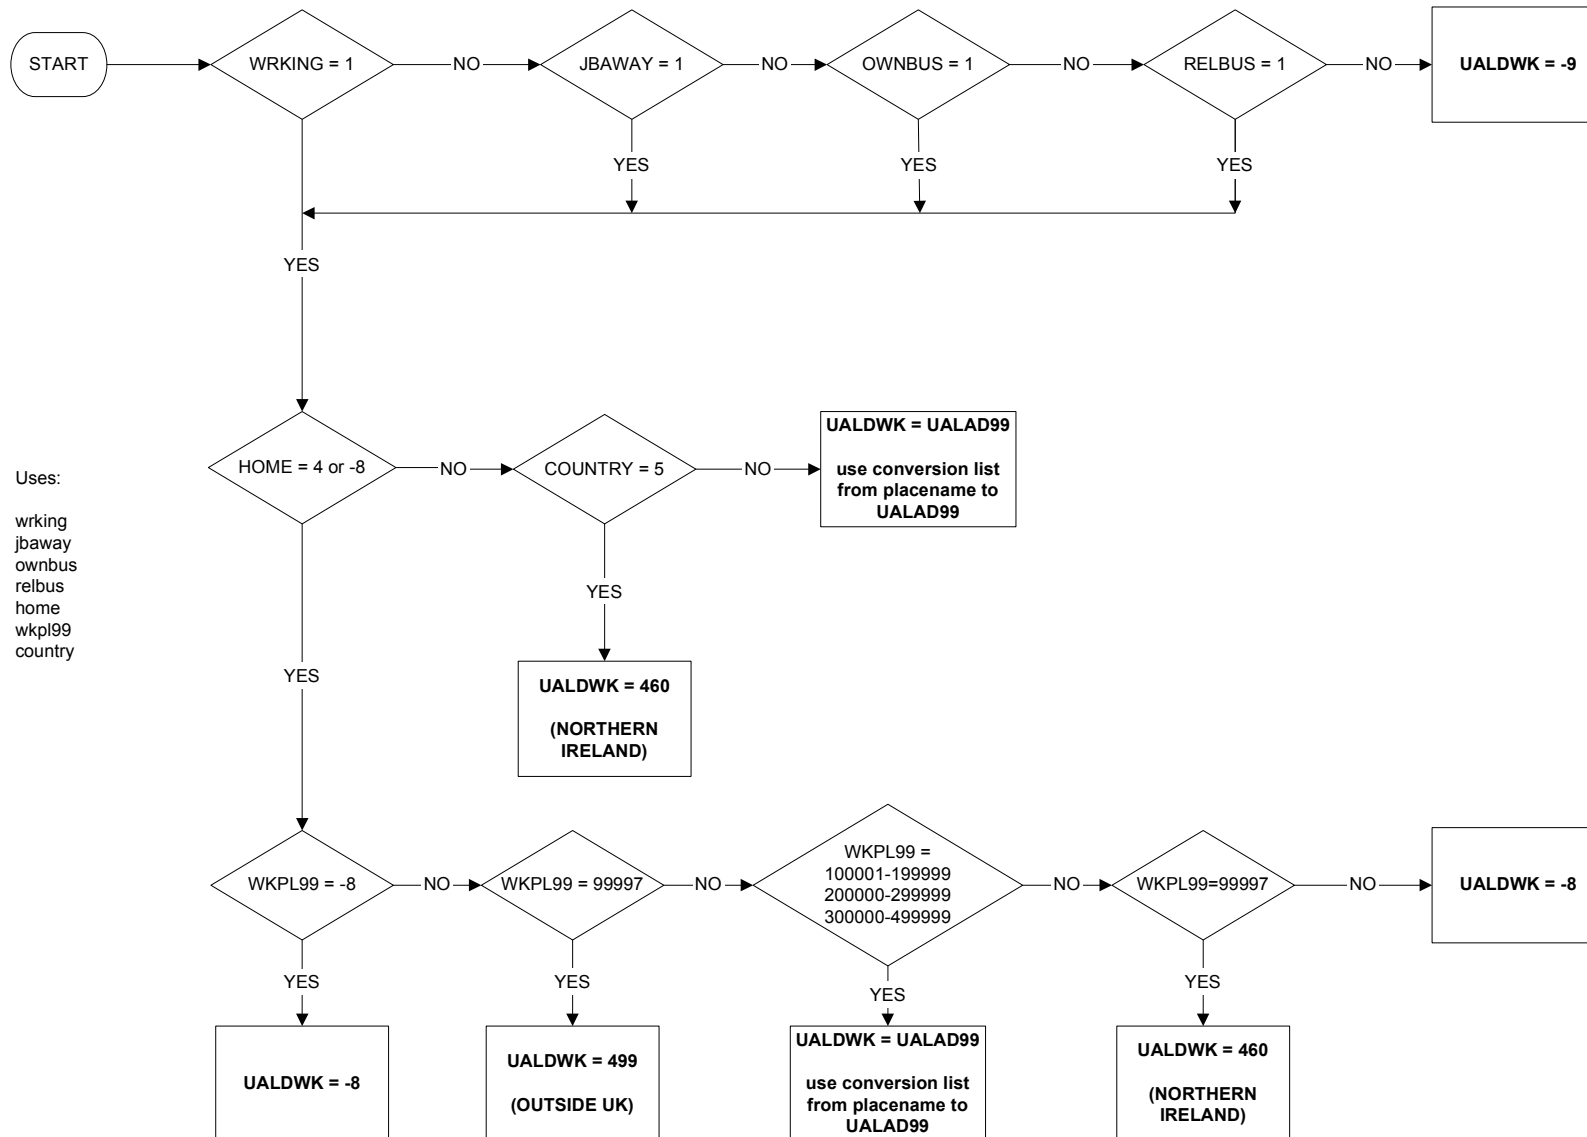 START
WRKING = 1
NO
JBAWAY = 1
NO
OWNBUS = 1
NO
RELBUS = 1
NO
UALDWK = -9
YES
YES
YES
YES
HOME = 4 or -8
NO
COUNTRY = 5
NO
UALDWK = UALAD99
use conversion list
from placename to
UALAD99
Uses:
wrking
jbaway
ownbus
relbus
home
wkpl99
country
YES
YES
UALDWK = 460
(NORTHERN
IRELAND)
WKPL99 = -8
NO
WKPL99 = 99997
NO
WKPL99 =
100001-199999
200000-299999
300000-499999
NO
WKPL99=99997
NO
UALDWK = -8
YES
YES
YES
YES
UALDWK = -8
UALDWK = 499
(OUTSIDE UK)
UALDWK = UALAD99
use conversion list
from placename to
UALAD99
UALDWK = 460
(NORTHERN
IRELAND)